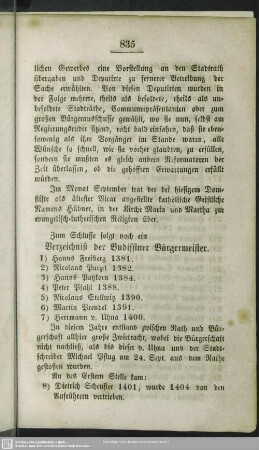 835
lichen Gewerbes eine Vorstellung an den Stadtrath
übergaben und Deputirte zu fernerer Betreibung der
Sache erwählten. Von diesen Deputirten wurden in
der Folge mehrere, theils als besoldete, theils als un-
besoldete Stadträthe, Communrepräsentanten oder zum
großen Bürgerausschusse gewählt, wo sie nun, selbst am
Regierungsruder sitzend, recht bald einsahen, daß sie eben-
sowenig als ihre Vorgänger im Stande waren, alle
Wünsche so schnell, wie sie vorher glaubten, zu erfüllen,
sondern sie mußten es gleich andern Reformatoren der
Zeit überlassen, ob die gehofften Erwartungen erfüllt
würden.
Im Monat September trat der bei hiesigem Dom-
stifte als ältester Vicar angestellte katholische Geistliche
Namens Hübner, in der Kirche Maria und Martha zur
evangelisch-lutherischen Religion über.
Zum Schlusse folgt noch ein
Verzeichniß der Budissiner Bürgermeister.
1) Hanns Freiberg 1381.
2) Nicolaus Purzl 1382.
3) Hanns Patzkorn 1384.
4) Peter Pfahl 1388.
5) Nicolaus Stellwig 1390.
6) Martin Prenzel 1391.
7) Herrmann v. Uhna 1400.
In diesem Jahre entstand zwischen Rath und Bür-
gerschaft allhier große Zwietracht, wobei die Bürgerschaft
nicht nachließ, als bis dieser v. Uhna und der Stadt-
schreiber Michael Pflug am 24. Sept. aus dem Rathe
gestoßen wurden.
An des Erstern Stelle kam:
8) Dietrich Scheufler 1401, wurde 1404 von den
Aufrührern vertrieben.